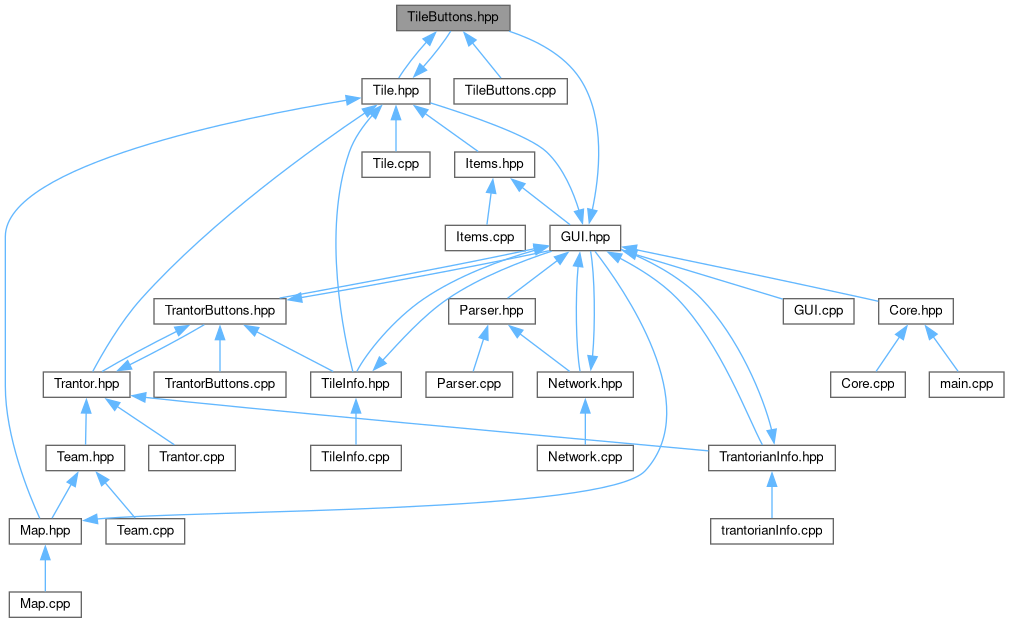 TileButtons.hpp
Tile.hpp
TileButtons.cpp
Tile.cpp
Items.hpp
Items.cpp
GUI.hpp
TrantorButtons.hpp
Parser.hpp
GUI.cpp
Core.hpp
Trantor.hpp
TrantorButtons.cpp
TileInfo.hpp
Parser.cpp
Network.hpp
Core.cpp
main.cpp
Team.hpp
Trantor.cpp
TileInfo.cpp
Network.cpp
TrantorianInfo.hpp
Map.hpp
Team.cpp
trantorianInfo.cpp
Map.cpp